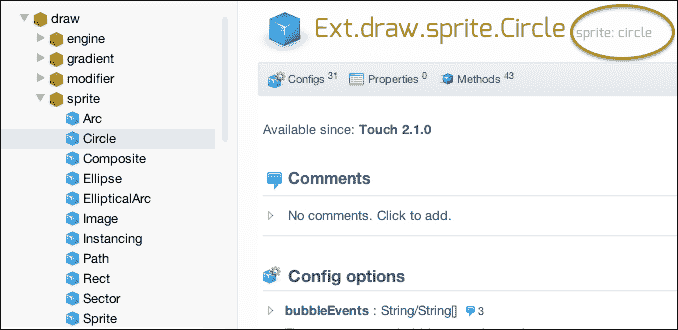 draw
engine
gradient
modifier
sprite
Arc
Circle
Composite
Ellipse
EllipticalArc
Image
Instancing
Path
Rect
Sector
Sprite
Ext.draw.sprite.Circle sprite: circle
Configs 31 Properties 0 Methods 43
Available since: Touch 2.1.0
Comments
No comments. Click to add.
Config options
bubbleEvents : String/String[] 3